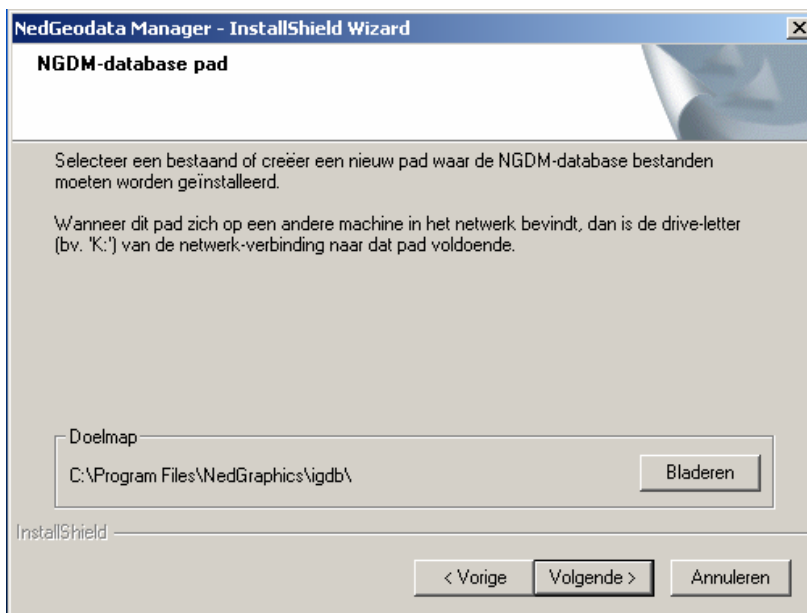 NedGeodata Manager - InstallShield Wizard
NGDM-database pad
Selecteer een bestaand of creëer een nieuw pad waar de NGDM-database bestanden
moeten worden geïnstalleerd.
Wanneer dit pad zich op een andere machine in het netwerk bevindt, dan is de drive-letter
(bv. 'K:') van de netwerk-verbinding naar dat pad voldoende.
Doelmap
C:\Program Files\NedGraphics\igdb\
Bladeren
InstallShield
< Vorige
Volgende >
Annuleren